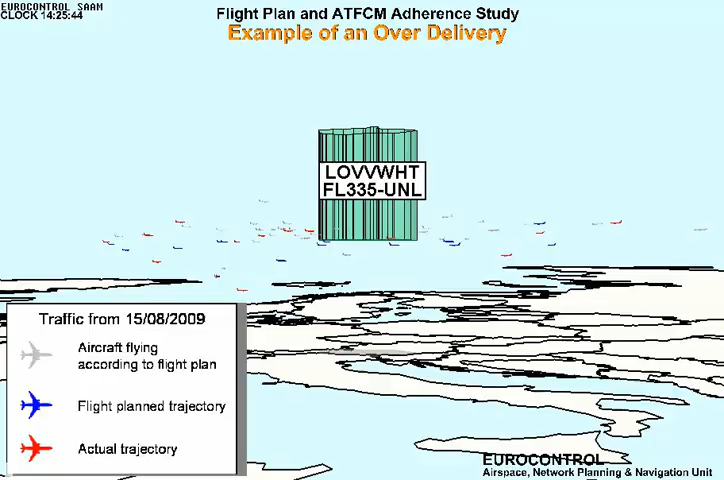 EUROCONTROL SAAM
CLOCK 14:25:44
Flight Plan and ATFCM Adherence Study
Example of an Over Delivery
LOVVWHT
FL335-UNL
Traffic from 15/08/2009
Aircraft flying
according to flight plan
Flight planned trajectory
Actual trajectory
EUROCONTROL
Airspace, Network Planning & Navigation Unit